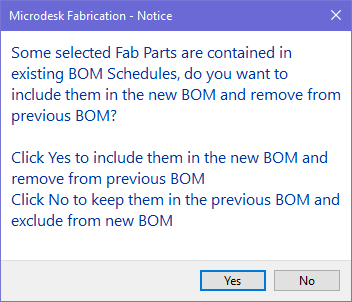 Microdesk Fabrication - Notice
Some selected Fab Parts are contained in
existing BOM Schedules, do you want to
include them in the new BOM and remove from
previous BOM?
Click Yes to include them in the new BOM and
remove from previous BOM
Click No to keep them in the previous BOM and
exclude from new BOM
Yes No